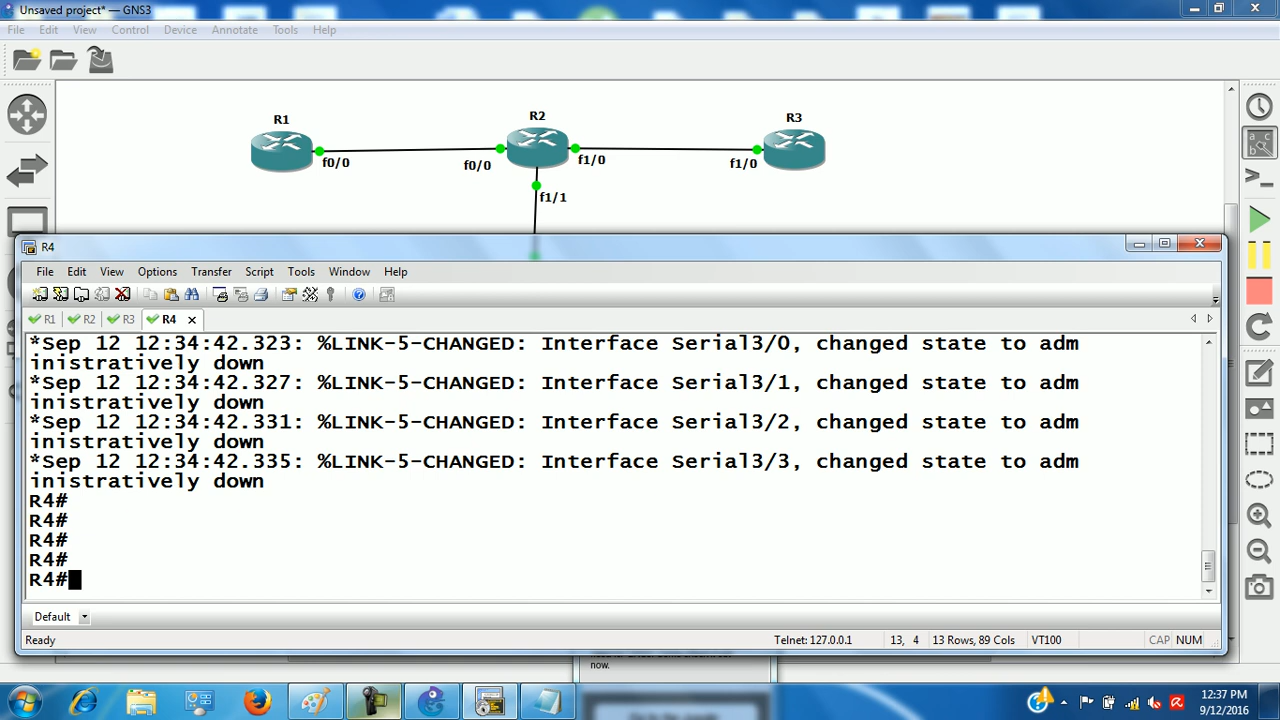 Unsaved project* — GNS3
File Edit View Control Device Annotate Tools Help
R1 R2 R3
f0/0 f0/0 f1/0 f1/0
f1/1
R4
File Edit View Options Transfer Script Tools Window Help
R1 R2 R3 R4
*Sep 12 12:34:42.323: %LINK-5-CHANGED: Interface Serial3/0, changed state to adm
inistratively down
*Sep 12 12:34:42.327: %LINK-5-CHANGED: Interface Serial3/1, changed state to adm
inistratively down
*Sep 12 12:34:42.331: %LINK-5-CHANGED: Interface Serial3/2, changed state to adm
inistratively down
*Sep 12 12:34:42.335: %LINK-5-CHANGED: Interface Serial3/3, changed state to adm
inistratively down
R4#
R4#
R4#
R4#
R4#
Default
Ready Telnet: 127.0.0.1 13, 4 13 Rows, 89 Cols VT100 CAP NUM
now.
12:37 PM
9/12/2016